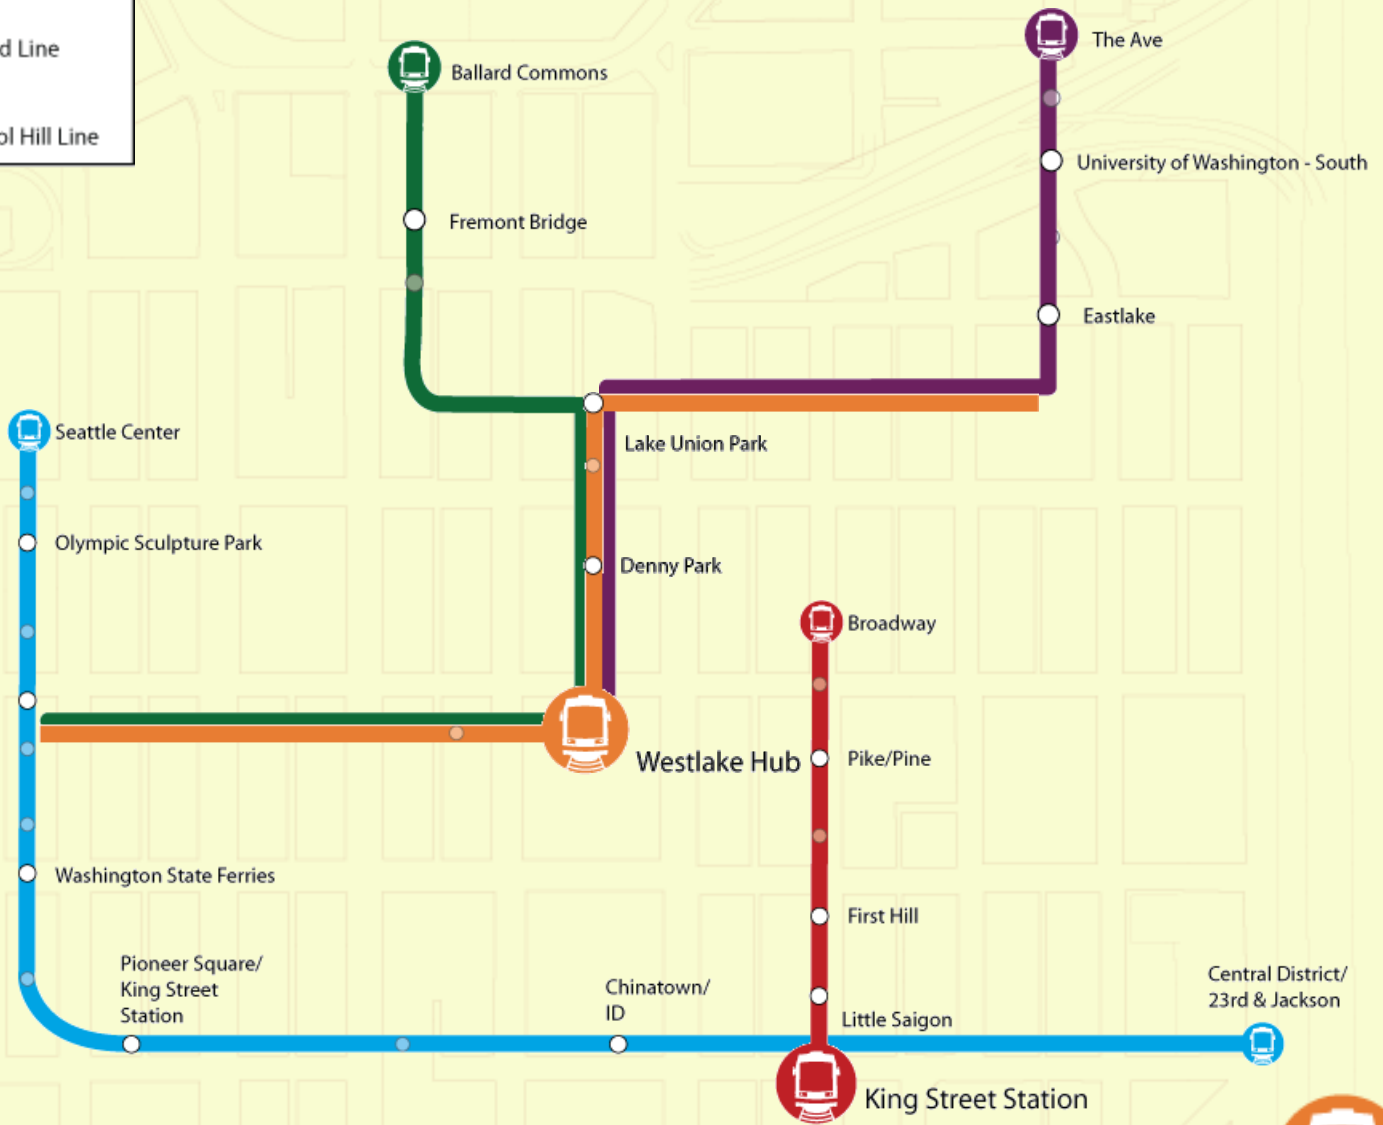 d Line
ol Hill Line
Ballard Commons
The Ave
University of Washington - South
Fremont Bridge
Eastlake
Seattle Center
Lake Union Park
Olympic Sculpture Park
Denny Park
Broadway
Westlake Hub
Pike/Pine
Washington State Ferries
First Hill
Pioneer Square/
King Street
Station
Chinatown/
ID
Little Saigon
Central District/
23rd & Jackson
King Street Station